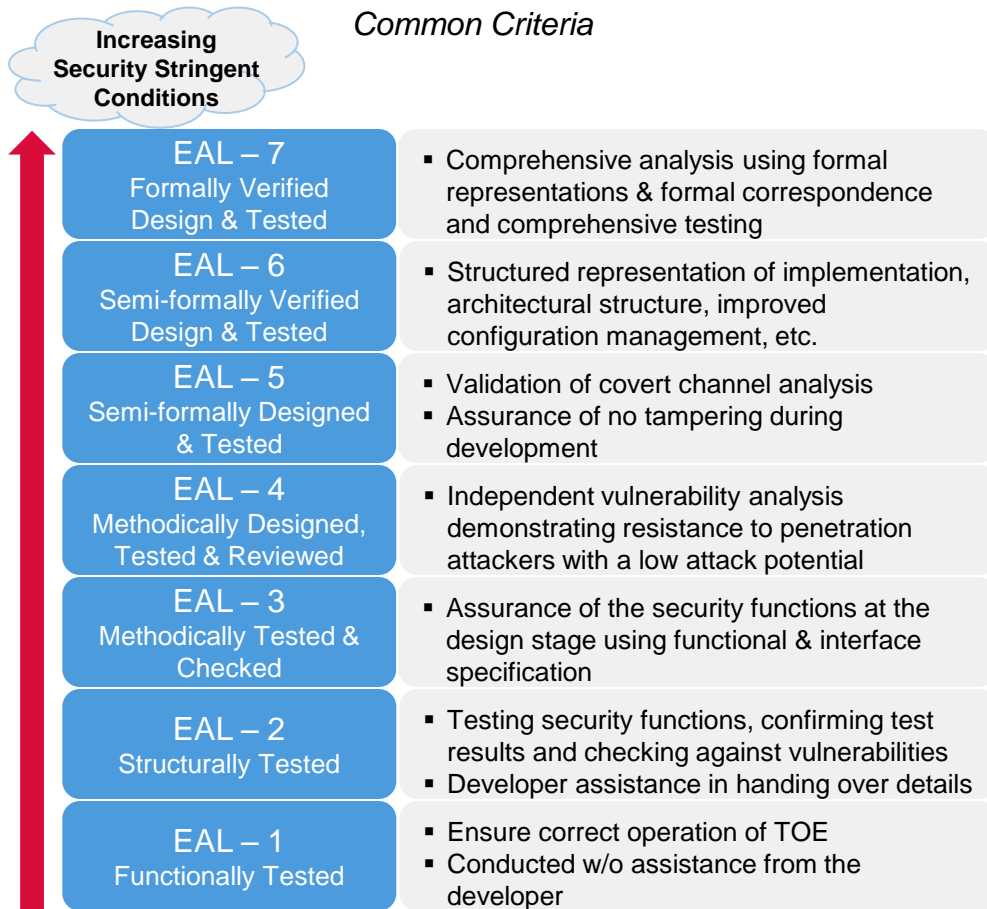 Common Criteria
Increasing
Security Stringent
Conditions
EAL – 7
Formally Verified
Design & Tested
▪ Comprehensive analysis using formal
representations & formal correspondence
and comprehensive testing
EAL – 6
Semi-formally Verified
Design & Tested
▪ Structured representation of implementation,
architectural structure, improved
configuration management, etc.
EAL – 5
Semi-formally Designed
& Tested
▪ Validation of covert channel analysis
▪ Assurance of no tampering during
development
EAL – 4
Methodically Designed,
Tested & Reviewed
▪ Independent vulnerability analysis
demonstrating resistance to penetration
attackers with a low attack potential
EAL – 3
Methodically Tested &
Checked
▪ Assurance of the security functions at the
design stage using functional & interface
specification
EAL – 2
Structurally Tested
▪ Testing security functions, confirming test
results and checking against vulnerabilities
▪ Developer assistance in handing over details
EAL – 1
Functionally Tested
▪ Ensure correct operation of TOE
▪ Conducted w/o assistance from the
developer